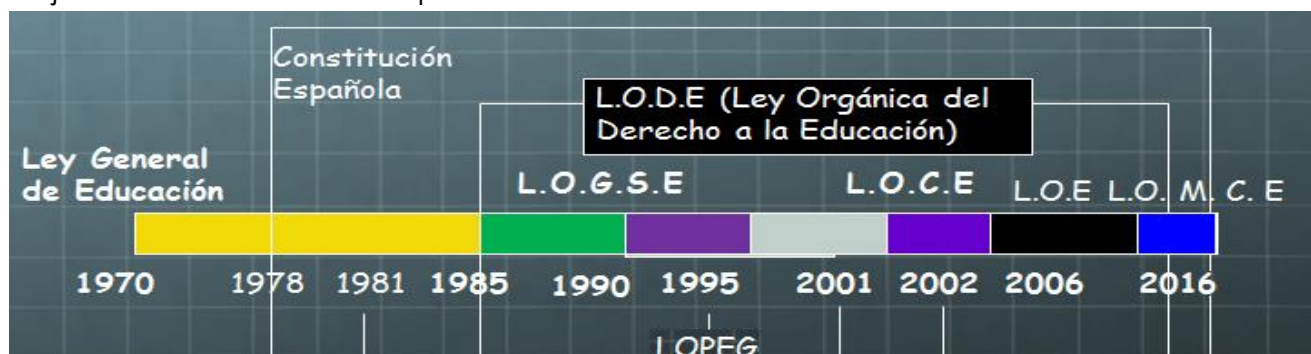 Constitución
Española
L.O.D.E (Ley Orgánica del
Derecho a la Educación)
Ley General
de Educación
L.O.G.S.E
L.O.C.E
L.O.E L.O. M. C. E
1970 1978 1981 1985 1990 1995 2001 2002 2006 2016
LOPEG